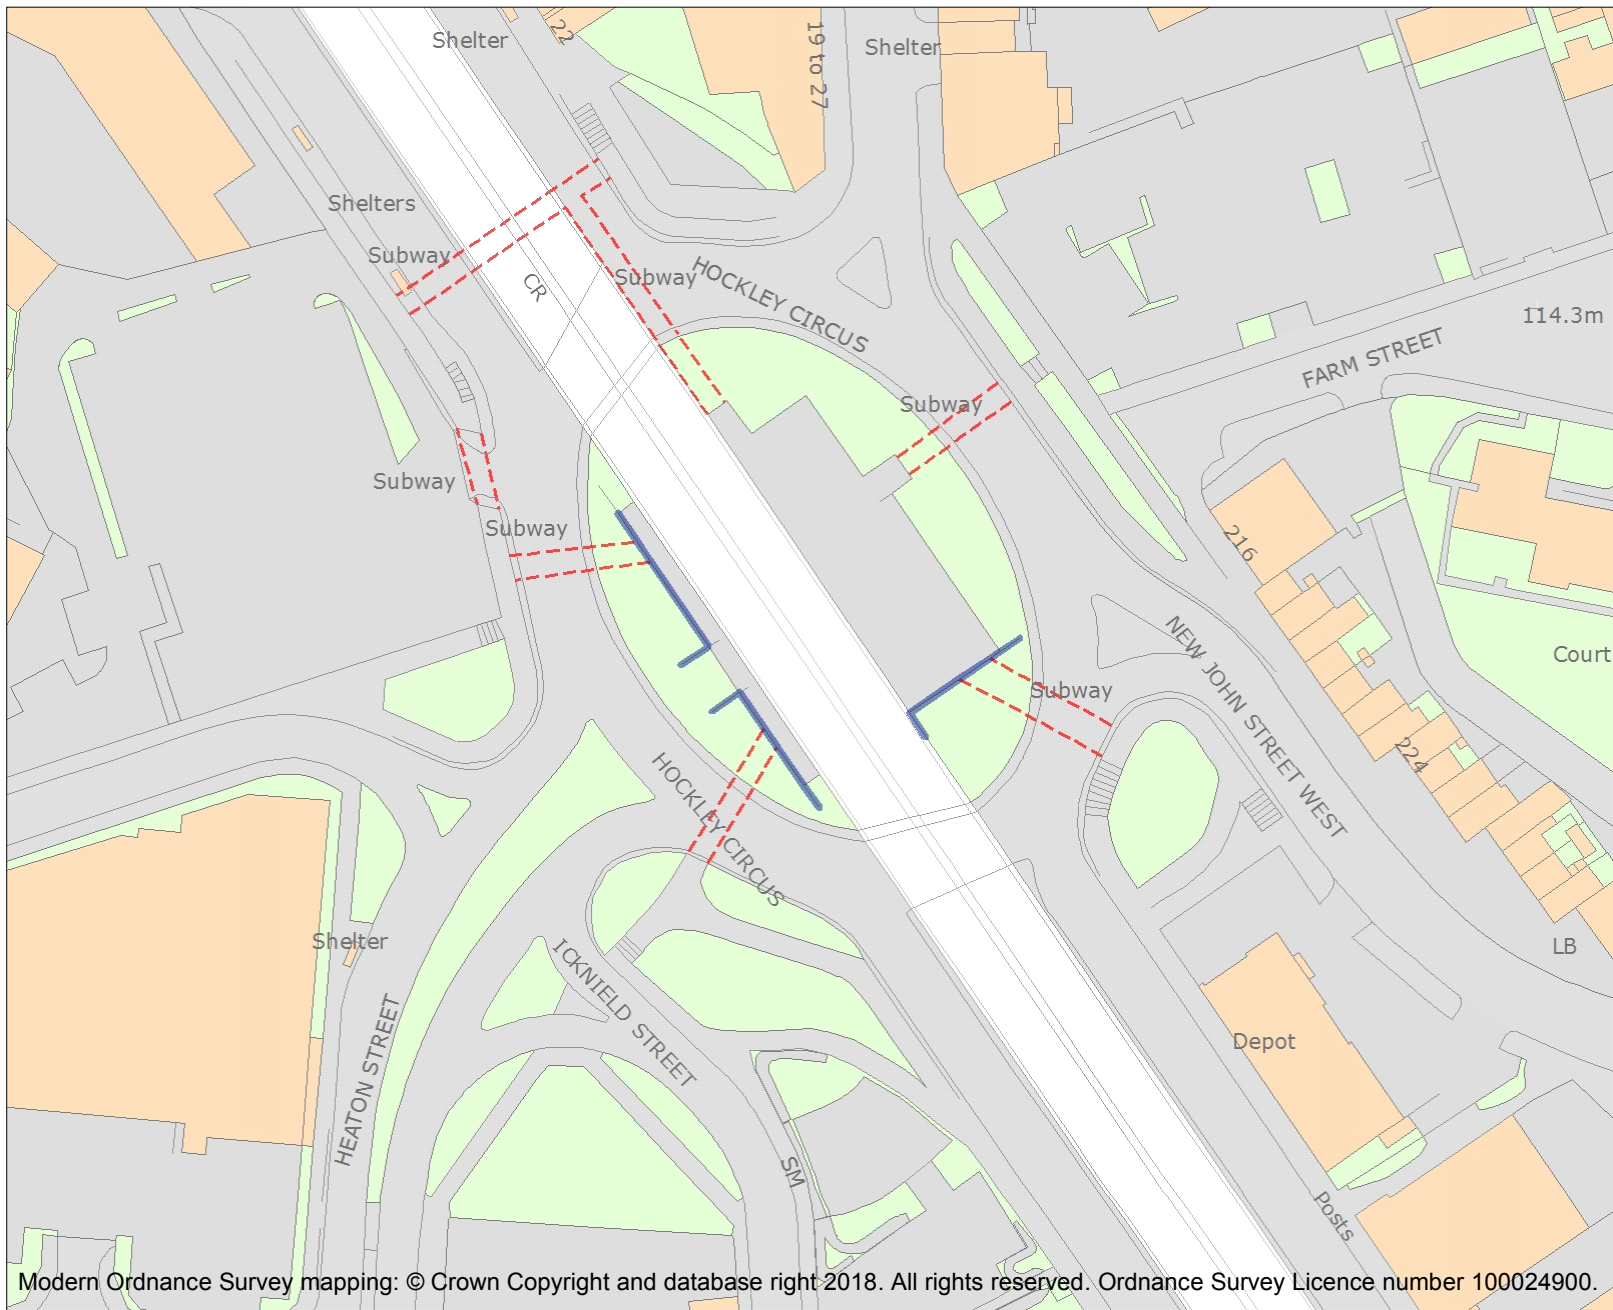 Shelter
22
19 to 27
Shelter
Shelters
Subway
CR
Subway
HOCKLEY CIRCUS
114.3m
FARM STREET
Subway
Subway
Subway
216
NEW JOHN STREET WEST
Court
Subway
224
HOCKLEY CIRCUS
Shelter
ICKNIELD STREET
LB
HEATON STREET
Depot
SM
Posts
Modern Ordnance Survey mapping: © Crown Copyright and database right 2018. All rights reserved. Ordnance Survey Licence number 100024900.